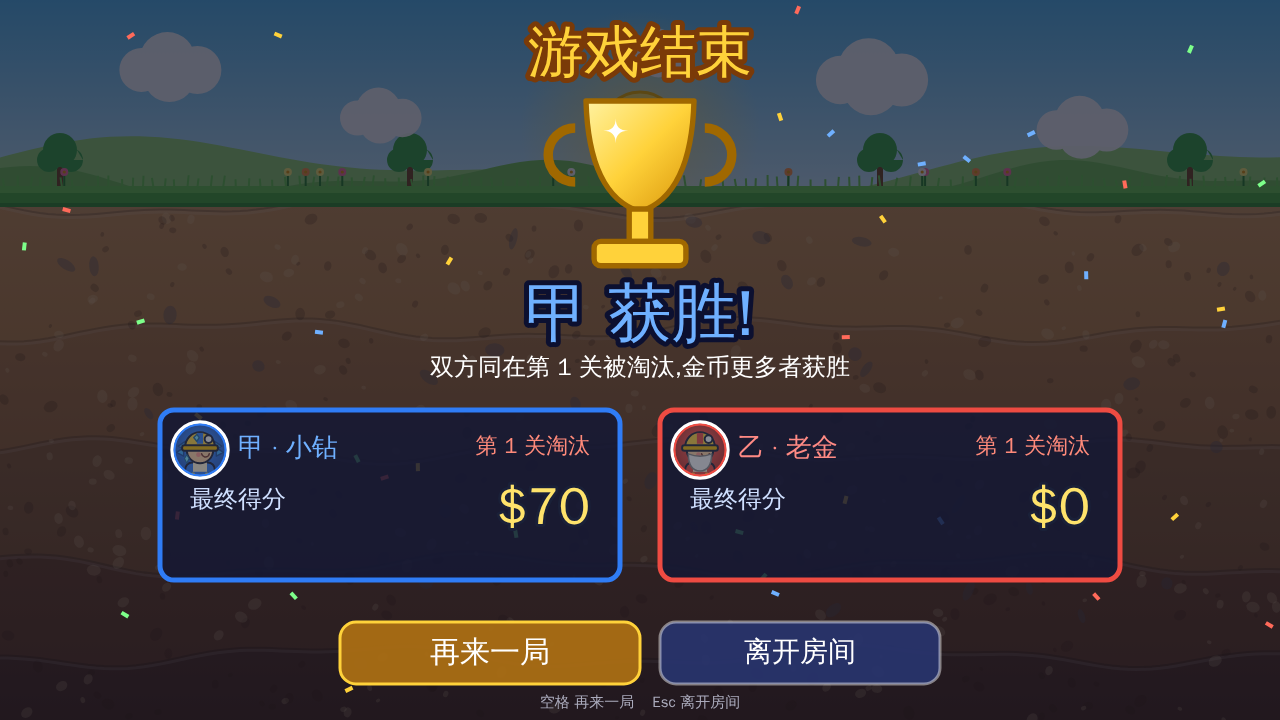 游戏结束
甲 获胜!
双方同在第 1 关被淘汰,金币更多者获胜
甲 · 小钻
第 1 关淘汰
最终得分
$70
乙 · 老金
第 1 关淘汰
最终得分
$0
再来一局
离开房间
空格 再来一局 Esc 离开房间